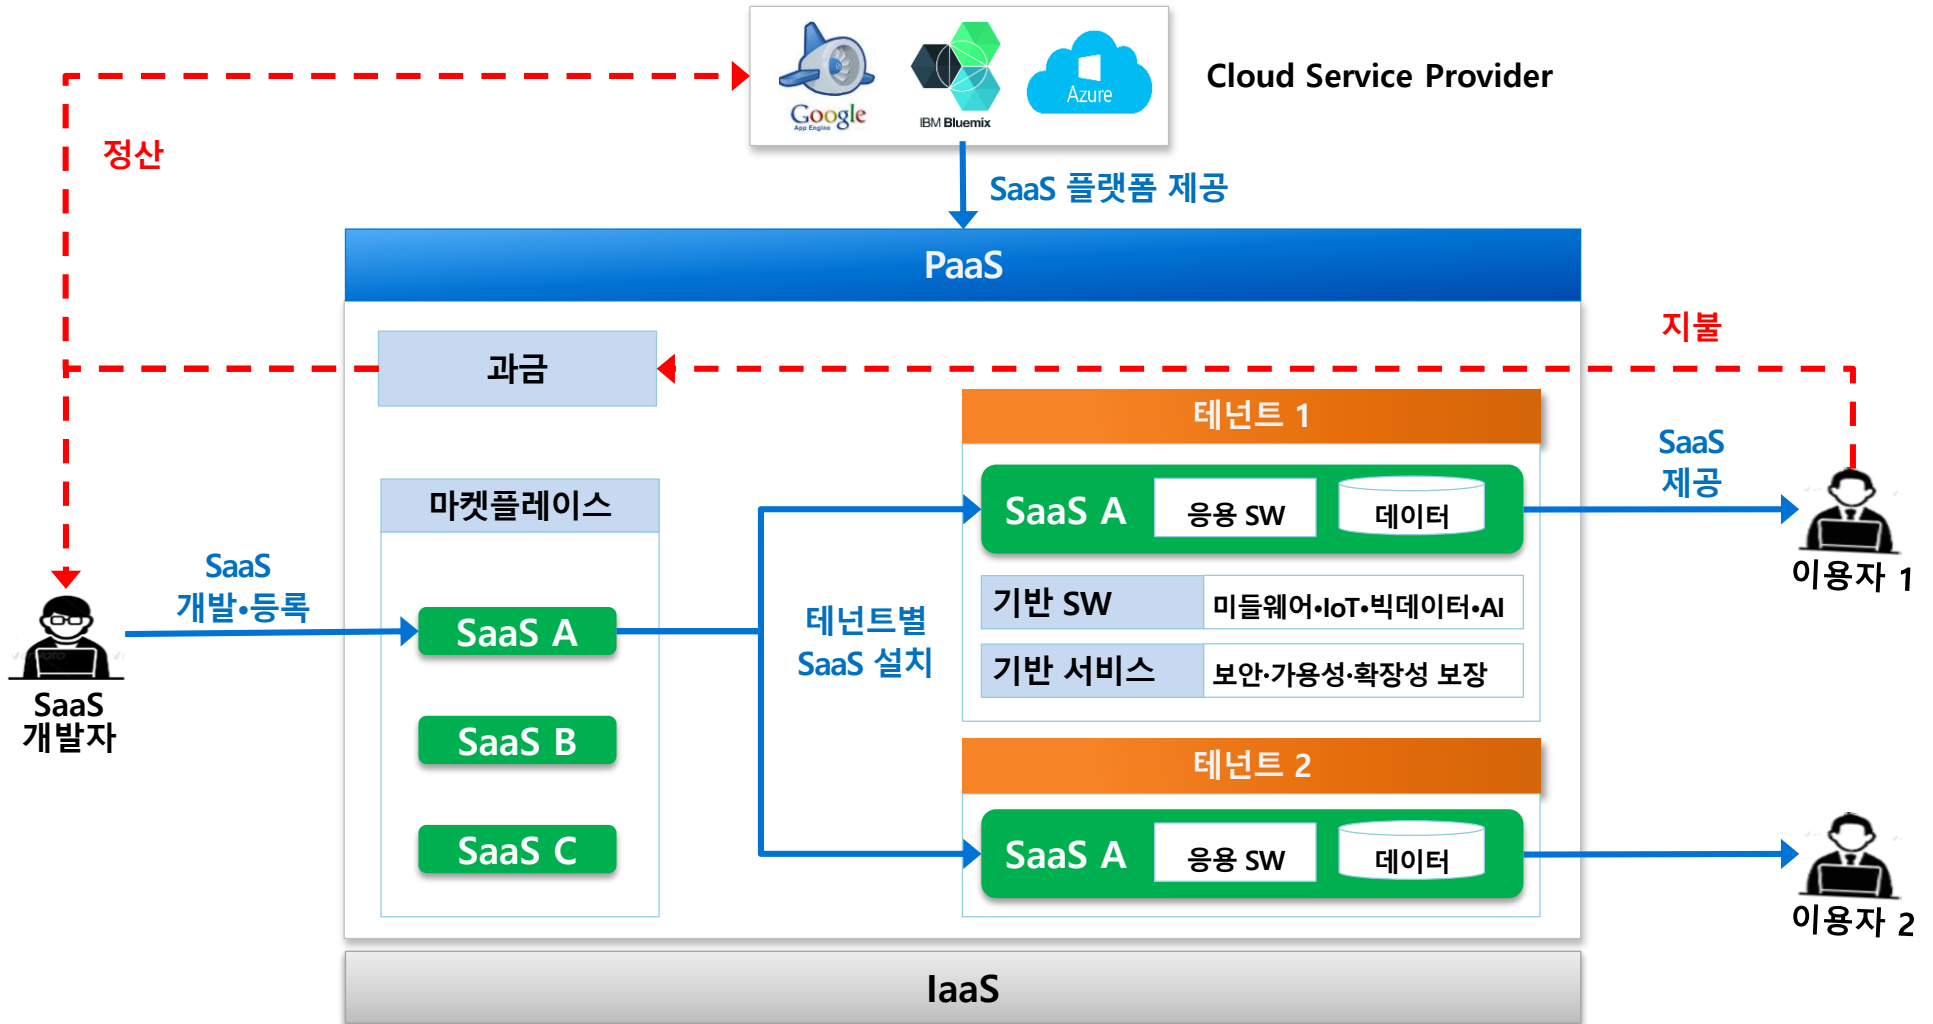 Google
App Engine
IBM Bluemix
Azure
Cloud Service Provider
정산
SaaS 플랫폼 제공
PaaS
지불
과금
테넌트 1
SaaS
제공
마켓플레이스
SaaS A
응용 SW
데이터
이용자 1
SaaS
개발•등록
기반 SW
미들웨어•IoT•빅데이터•AI
SaaS A
테넌트별
SaaS 설치
기반 서비스
보안·가용성·확장성 보장
SaaS
개발자
SaaS B
테넌트 2
SaaS C
SaaS A
응용 SW
데이터
이용자 2
IaaS